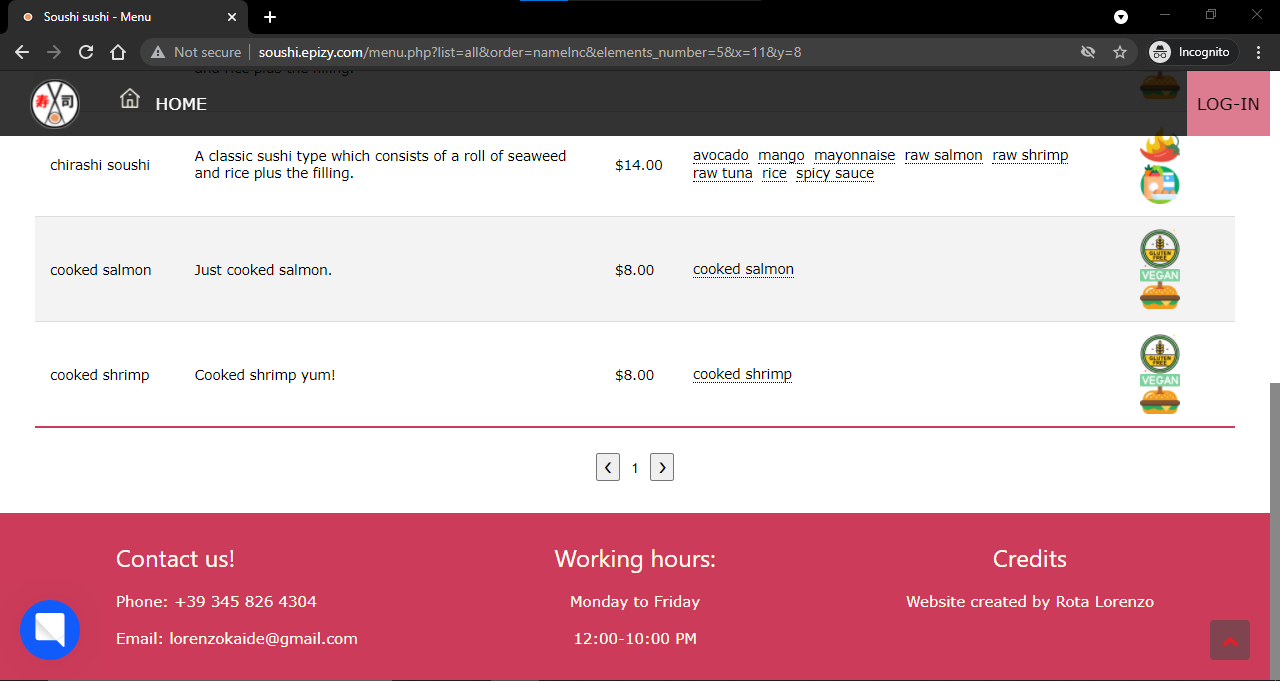 Soushi sushi - Menu
Not secure
soushi.epizy.com/menu.php?list=all&order=nameInc&elements_number=5&x=11&y=8
Incognito
and rice plus the filling.
寿 司
HOME
LOG-IN
chirashi soushi
A classic sushi type which consists of a roll of seaweed
and rice plus the filling.
$14.00
avocado mango mayonnaise raw salmon raw shrimp
raw tuna rice spicy sauce
cooked salmon
Just cooked salmon.
$8.00
cooked salmon
GLUTEN
FREE
VEGAN
cooked shrimp
Cooked shrimp yum!
$8.00
cooked shrimp
GLUTEN
FREE
VEGAN
1
Contact us!
Phone: +39 345 826 4304
Email: lorenzokaide@gmail.com
Working hours:
Monday to Friday
12:00-10:00 PM
Credits
Website created by Rota Lorenzo